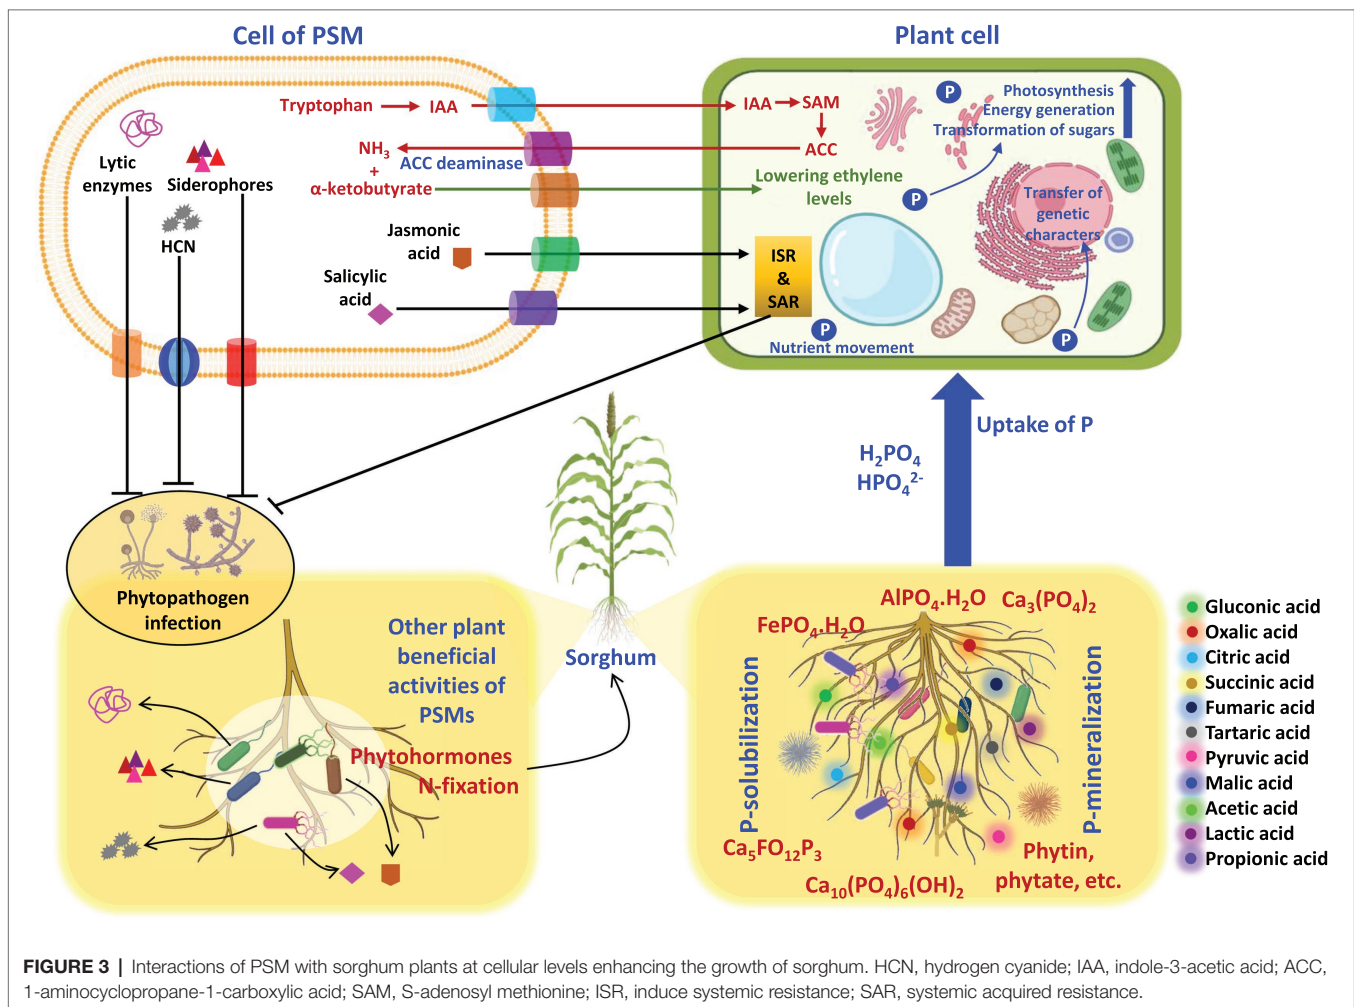 Cell of PSM
Plant cell
Tryptophan
IAA
IAA
SAM
ACC
NH3
+
α-ketobutyrate
ACC deaminase
Lowering ethylene
levels
Lytic
enzymes
Siderophores
HCN
Jasmonic
acid
Salicylic
acid
ISR
&
SAR
P
Photosynthesis
Energy generation
Transformation of sugars
P
Transfer of
genetic
characters
P
Nutrient movement
P
Uptake of P
H2PO4
HPO4²⁻
Phytopathogen
infection
Other plant
beneficial
activities of
PSMs
Phytohormones
N-fixation
Sorghum
AlPO4.H2O
Ca3(PO4)2
FePO4.H2O
P-solubilization
P-mineralization
Ca5FO12P3
Ca10(PO4)6(OH)2
Phytin,
phytate, etc.
Gluconic acid
Oxalic acid
Citric acid
Succinic acid
Fumaric acid
Tartaric acid
Pyruvic acid
Malic acid
Acetic acid
Lactic acid
Propionic acid
FIGURE 3 | Interactions of PSM with sorghum plants at cellular levels enhancing the growth of sorghum. HCN, hydrogen cyanide; IAA, indole-3-acetic acid; ACC,
1-aminocyclopropane-1-carboxylic acid; SAM, S-adenosyl methionine; ISR, induce systemic resistance; SAR, systemic acquired resistance.